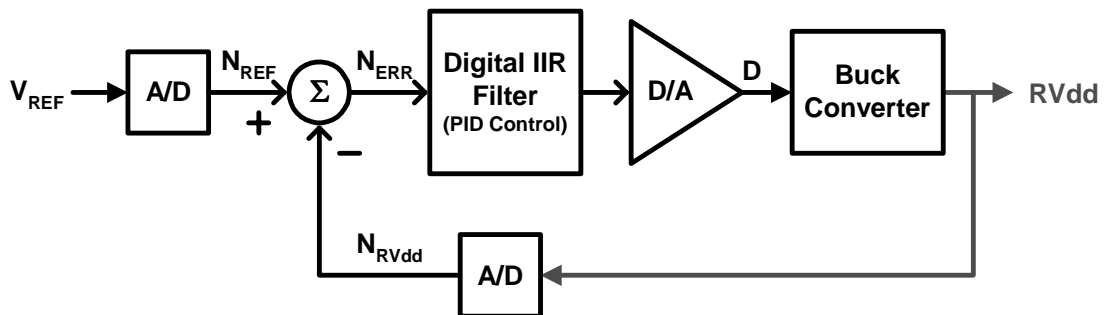 V_REF
A/D
N_REF
+
Σ
−
N_ERR
Digital IIR
Filter
(PID Control)
D/A
D
Buck
Converter
RVdd
N_RVdd
A/D